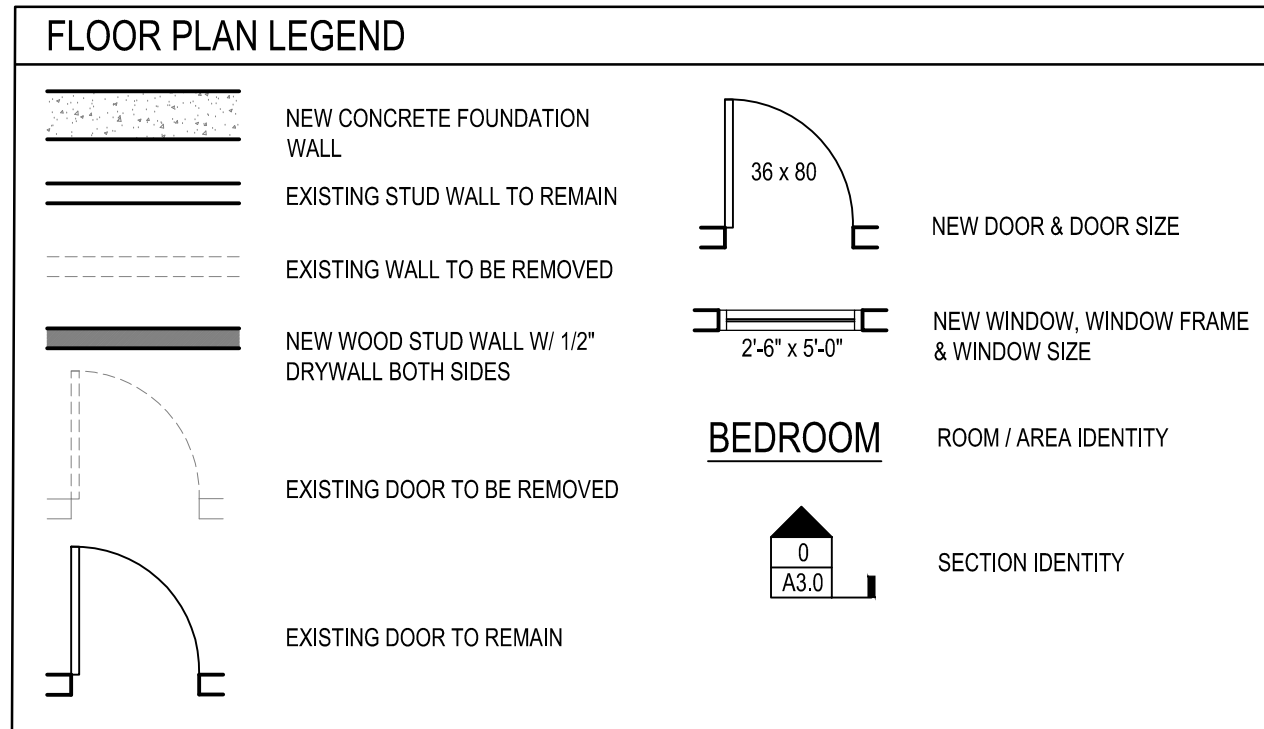 FLOOR PLAN LEGEND
NEW CONCRETE FOUNDATION
WALL
EXISTING STUD WALL TO REMAIN
EXISTING WALL TO BE REMOVED
NEW WOOD STUD WALL W/ 1/2"
DRYWALL BOTH SIDES
EXISTING DOOR TO BE REMOVED
EXISTING DOOR TO REMAIN
36 x 80
NEW DOOR & DOOR SIZE
2'-6" x 5'-0"
NEW WINDOW, WINDOW FRAME
& WINDOW SIZE
BEDROOM
ROOM / AREA IDENTITY
0
A3.0
SECTION IDENTITY